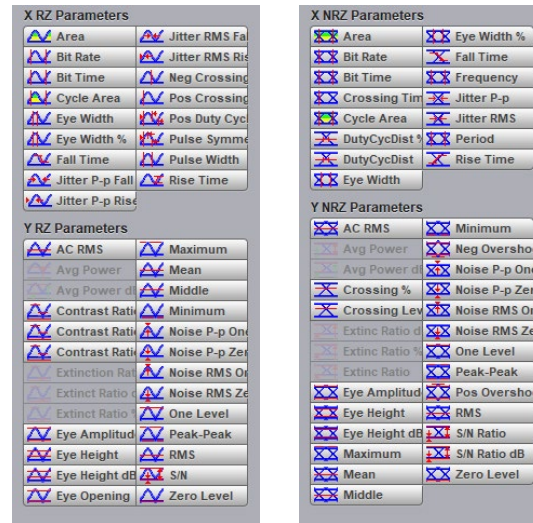 X RZ Parameters
Area
Bit Rate
Bit Time
Cycle Area
Eye Width
Eye Width %
Fall Time
Jitter P-p Fall
Jitter P-p Rise
Jitter RMS Fal
Jitter RMS Ris
Neg Crossing
Pos Crossing
Pos Duty Cycl
Pulse Symme
Pulse Width
Rise Time
Y RZ Parameters
AC RMS
Avg Power
Avg Power dB
Contrast Rati
Contrast Rati
Contrast Rati
Extinction Rat
Extinct Ratio d
Extinct Ratio %
Eye Amplitud
Eye Height
Eye Height dB
Eye Opening
Maximum
Mean
Middle
Minimum
Noise P-p One
Noise P-p Zer
Noise RMS On
Noise RMS Ze
One Level
Peak-Peak
RMS
S/N
Zero Level
X NRZ Parameters
Area
Bit Rate
Bit Time
Crossing Tim
Cycle Area
DutyCycDist %
DutyCycDist
Eye Width
Eye Width %
Fall Time
Frequency
Jitter P-p
Jitter RMS
Period
Rise Time
Y NRZ Parameters
AC RMS
Avg Power
Avg Power dB
Crossing %
Crossing Lev
Extinc Ratio d
Extinc Ratio %
Extinc Ratio
Eye Amplitud
Eye Height
Eye Height dB
Maximum
Mean
Middle
Minimum
Neg Oversho
Noise P-p One
Noise P-p Zer
Noise RMS On
Noise RMS Ze
One Level
Peak-Peak
Pos Oversho
RMS
S/N Ratio
S/N Ratio dB
Zero Level